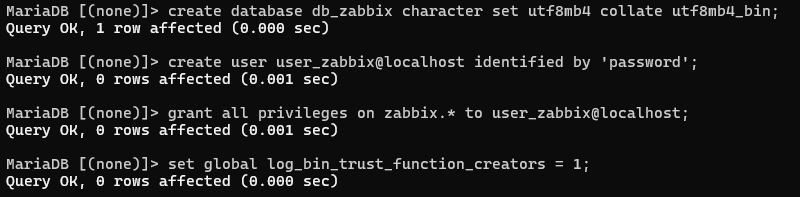 MariaDB [(none)]> create database db_zabbix character set utf8mb4 collate utf8mb4_bin;
Query OK, 1 row affected (0.000 sec)
MariaDB [(none)]> create user user_zabbix@localhost identified by 'password';
Query OK, 0 rows affected (0.001 sec)
MariaDB [(none)]> grant all privileges on zabbix.* to user_zabbix@localhost;
Query OK, 0 rows affected (0.001 sec)
MariaDB [(none)]> set global log_bin_trust_function_creators = 1;
Query OK, 0 rows affected (0.000 sec)